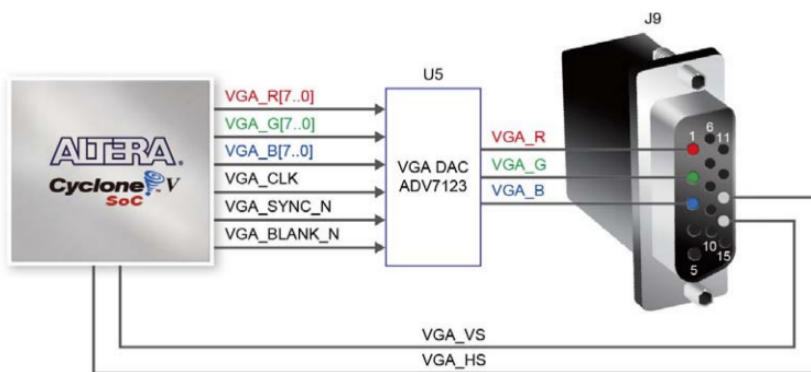 J9
U5
VGA_R[7..0]
VGA_G[7..0]
VGA_B[7..0]
VGA_CLK
VGA_SYNC_N
VGA_BLANK_N
ALTERA®
Cyclone™ V
SoC
VGA DAC
ADV7123
VGA_R
VGA_G
VGA_B
1
6
11
5
10
15
VGA_VS
VGA_HS